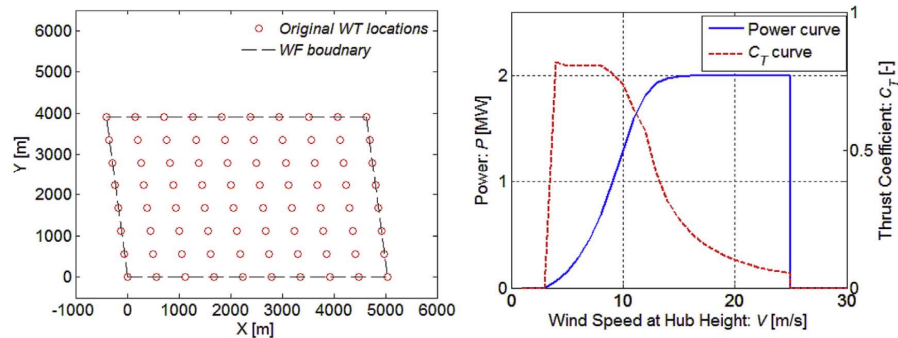 Original WT locations
WF boudnary
6000
5000
4000
3000
2000
1000
0
Y [m]
-1000 0 1000 2000 3000 4000 5000 6000
X [m]
Power curve
C_T curve
2
1
0
Power: P [MW]
1
0.5
0
Thrust Coefficient: C_T [-]
0 10 20 30
Wind Speed at Hub Height: V [m/s]